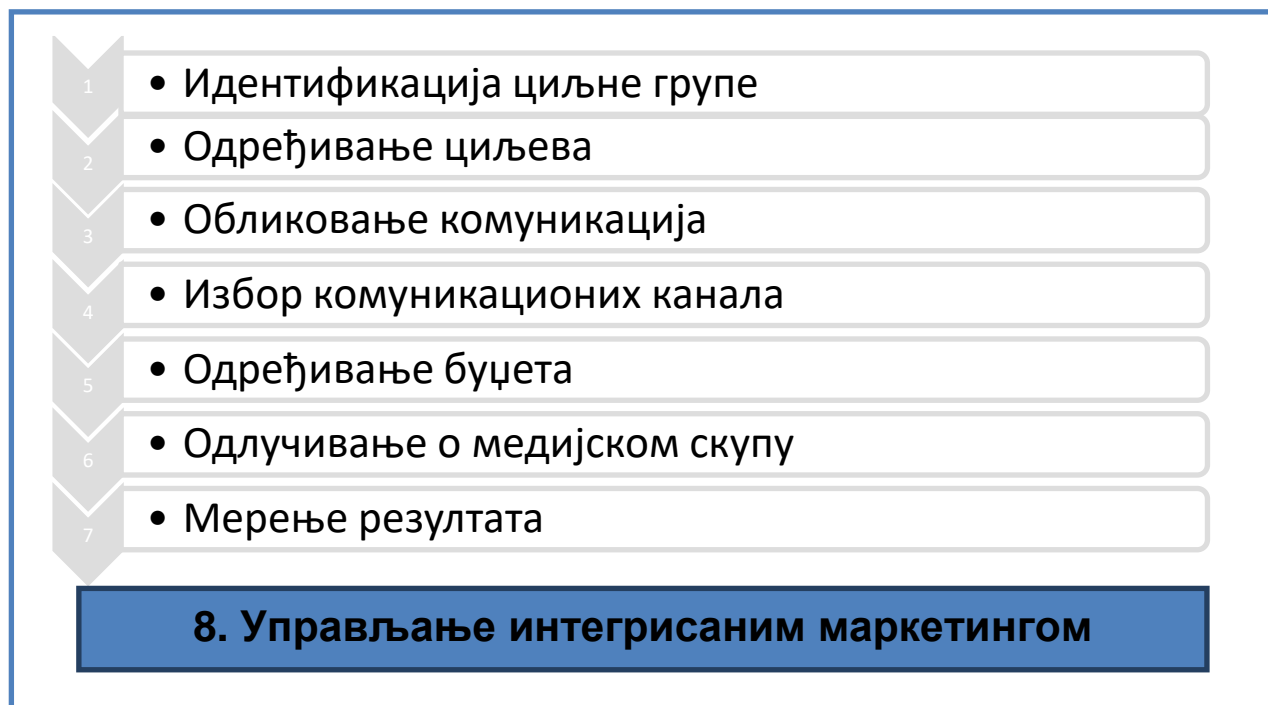 1 • Идентификација циљне групе
2 • Одређивање циљева
3 • Обликовање комуникација
4 • Избор комуникационих канала
5 • Одређивање буџета
6 • Одлучивање о медијском скупу
7 • Мерење резултата
8. Управљање интегрисаним маркетингом